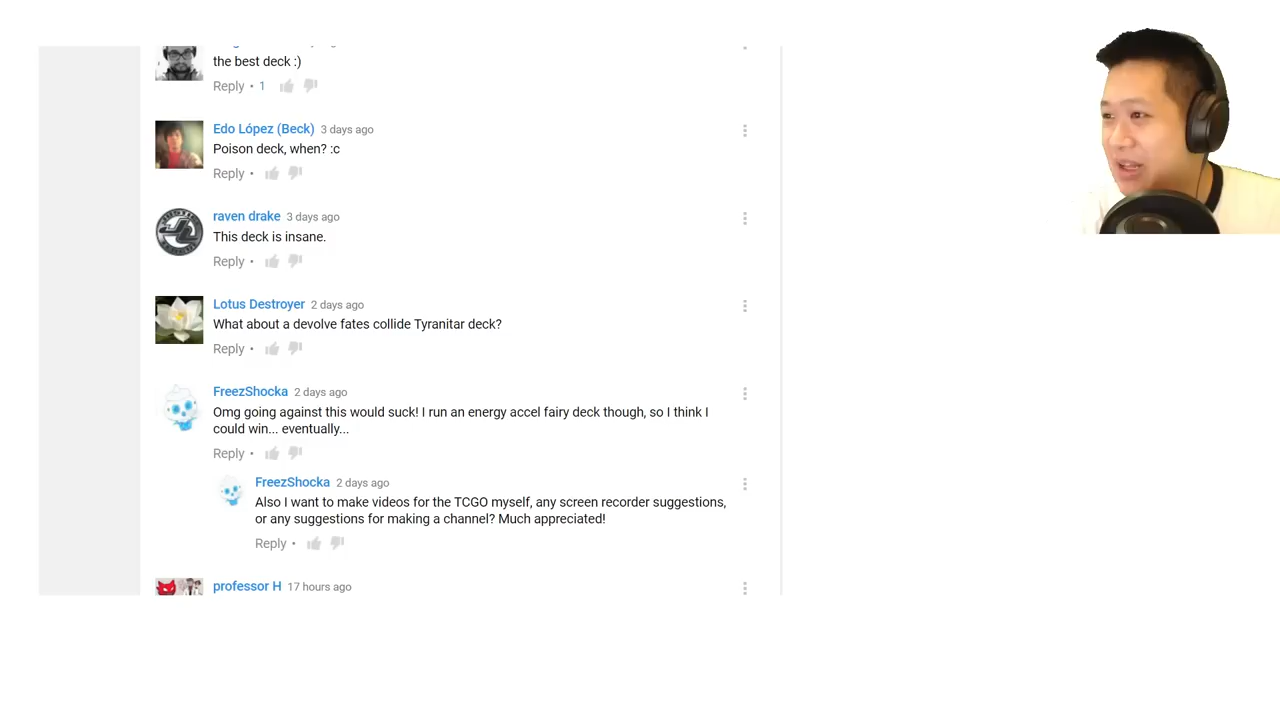 the best deck :)
Reply • 1
Edo López (Beck) 3 days ago
Poison deck, when? :c
Reply •
raven drake 3 days ago
This deck is insane.
Reply •
Lotus Destroyer 2 days ago
What about a devolve fates collide Tyranitar deck?
Reply •
FreezShocka 2 days ago
Omg going against this would suck! I run an energy accel fairy deck though, so I think I
could win... eventually...
Reply •
FreezShocka 2 days ago
Also I want to make videos for the TCGO myself, any screen recorder suggestions,
or any suggestions for making a channel? Much appreciated!
Reply •
professor H 17 hours ago